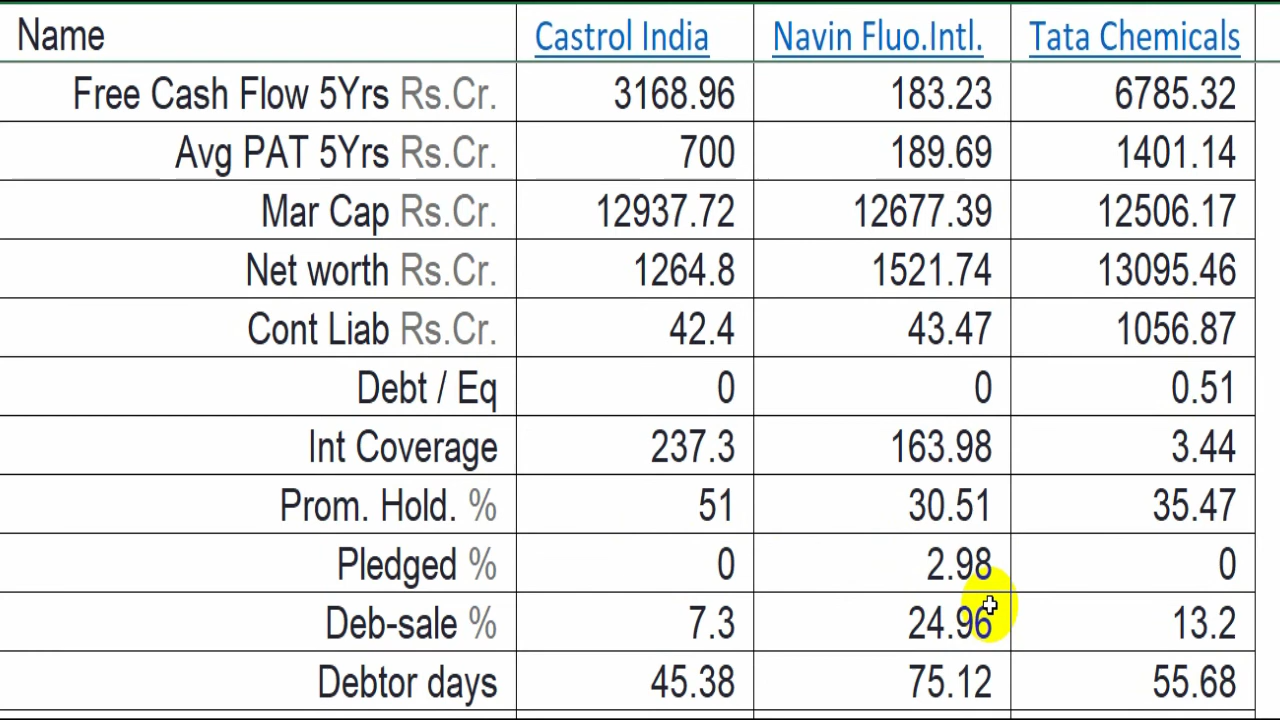 Name Castrol India Navin Fluo.Intl. Tata Chemicals
Free Cash Flow 5Yrs Rs.Cr. 3168.96 183.23 6785.32
Avg PAT 5Yrs Rs.Cr. 700 189.69 1401.14
Mar Cap Rs.Cr. 12937.72 12677.39 12506.17
Net worth Rs.Cr. 1264.8 1521.74 13095.46
Cont Liab Rs.Cr. 42.4 43.47 1056.87
Debt / Eq 0 0 0.51
Int Coverage 237.3 163.98 3.44
Prom. Hold. % 51 30.51 35.47
Pledged % 0 2.98 0
Deb-sale % 7.3 24.96 13.2
Debtor days 45.38 75.12 55.68